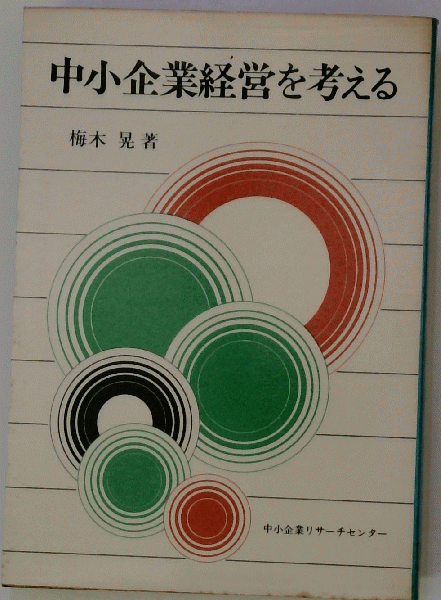 中小企業経営を考える
梅木 晃 著
中小企業リサーチセンター